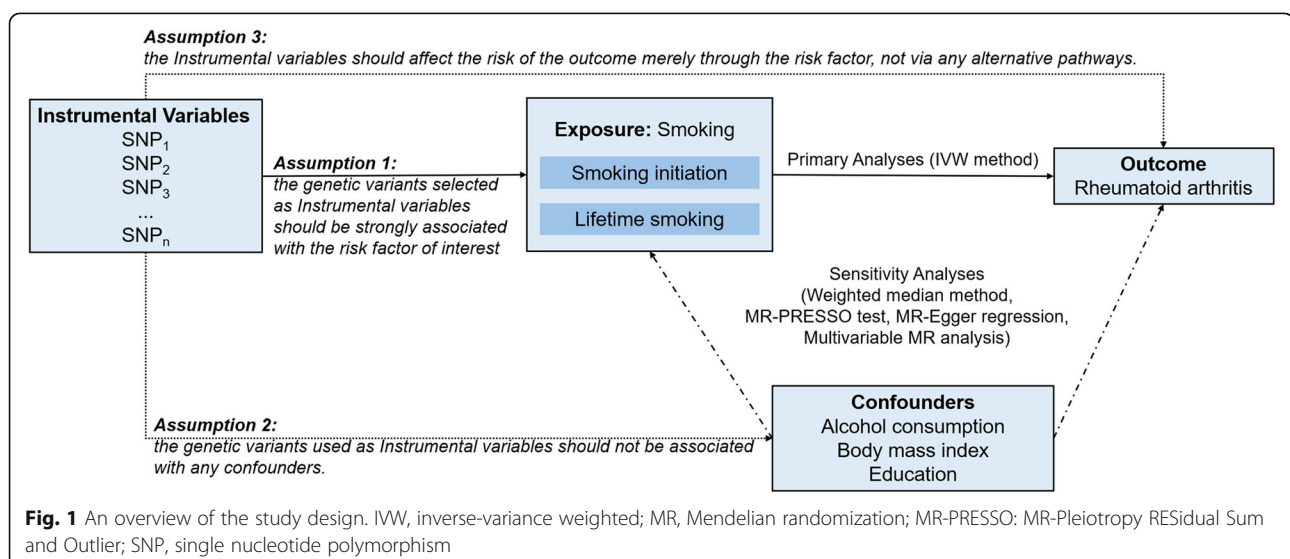 Assumption 3:
the Instrumental variables should affect the risk of the outcome merely through the risk factor, not via any alternative pathways.
Instrumental Variables
SNP1
SNP2
SNP3
...
SNPn
Assumption 1:
the genetic variants selected
as Instrumental variables
should be strongly associated
with the risk factor of interest
Exposure: Smoking
Smoking initiation
Lifetime smoking
Primary Analyses (IVW method)
Outcome
Rheumatoid arthritis
Sensitivity Analyses
(Weighted median method,
MR-PRESSO test, MR-Egger regression,
Multivariable MR analysis)
Assumption 2:
the genetic variants used as Instrumental variables should not be associated
with any confounders.
Confounders
Alcohol consumption
Body mass index
Education
Fig. 1 An overview of the study design. IVW, inverse-variance weighted; MR, Mendelian randomization; MR-PRESSO: MR-Pleiotropy RESidual Sum
and Outlier; SNP, single nucleotide polymorphism